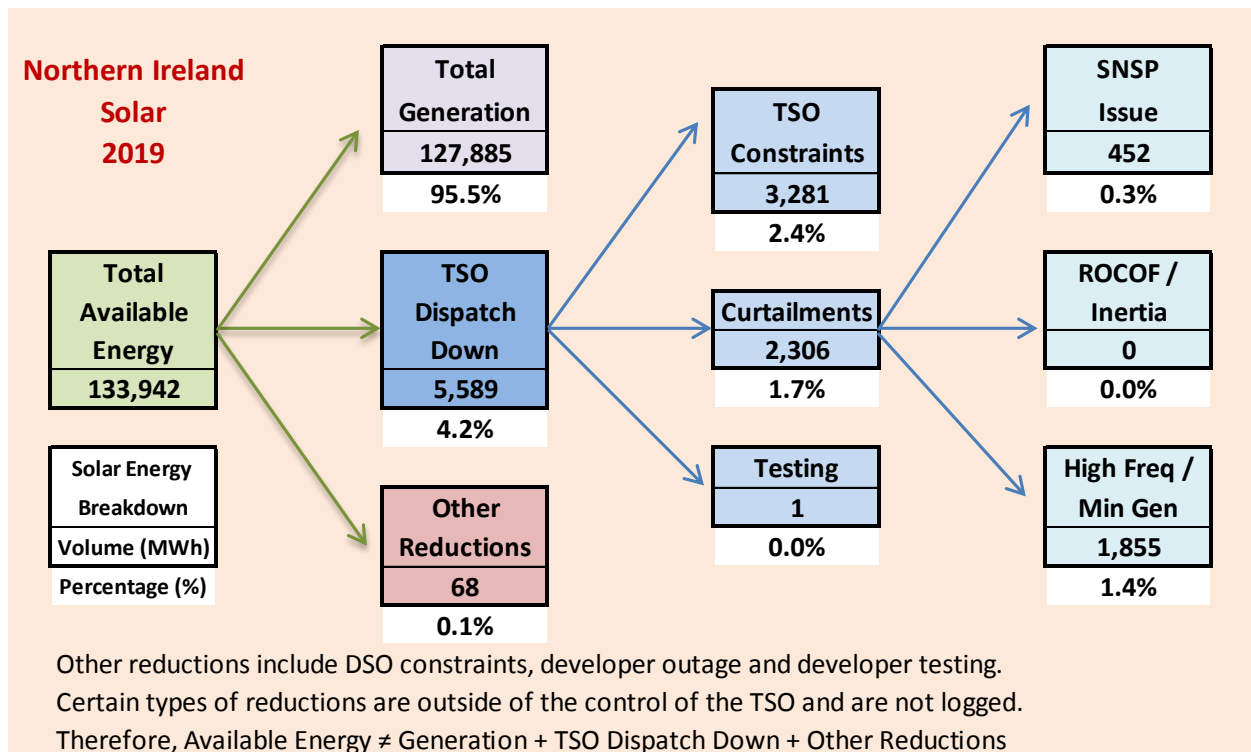 Northern Ireland
Solar
2019
Total
Generation
127,885
95.5%
Total
Available
Energy
133,942
TSO
Dispatch
Down
5,589
4.2%
Other
Reductions
68
0.1%
TSO
Constraints
3,281
2.4%
Curtailments
2,306
1.7%
Testing
1
0.0%
SNSP
Issue
452
0.3%
ROCOF /
Inertia
0
0.0%
High Freq /
Min Gen
1,855
1.4%
Solar Energy
Breakdown
Volume (MWh)
Percentage (%)
Other reductions include DSO constraints, developer outage and developer testing.
Certain types of reductions are outside of the control of the TSO and are not logged.
Therefore, Available Energy ≠ Generation + TSO Dispatch Down + Other Reductions